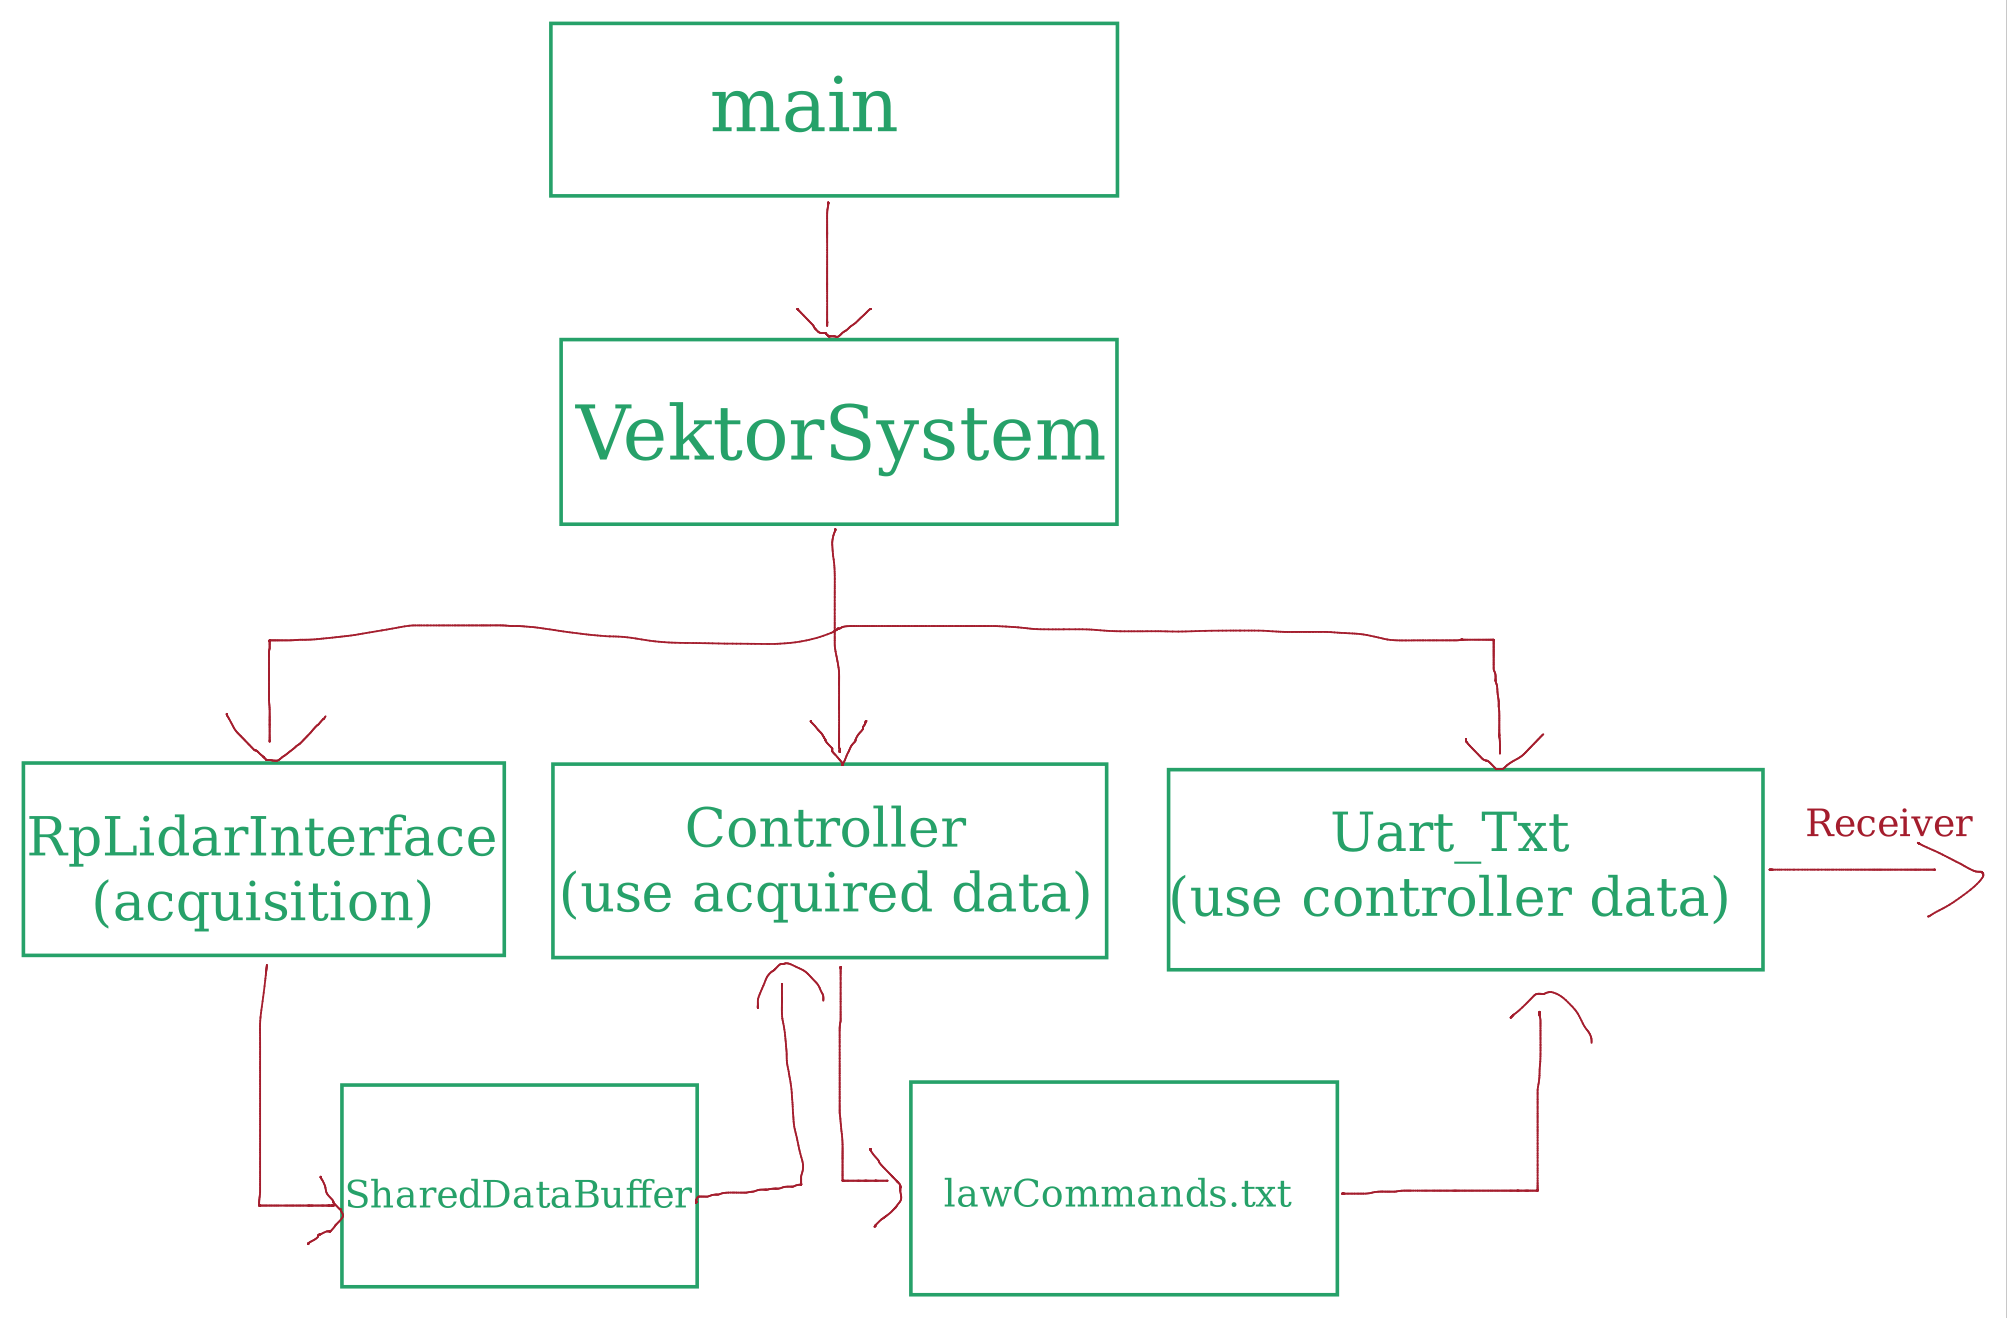 main
VektorSystem
RpLidarInterface
(acquisition)
Controller
(use acquired data)
Uart_Txt
(use controller data)
Receiver
SharedDataBuffer
lawCommands.txt